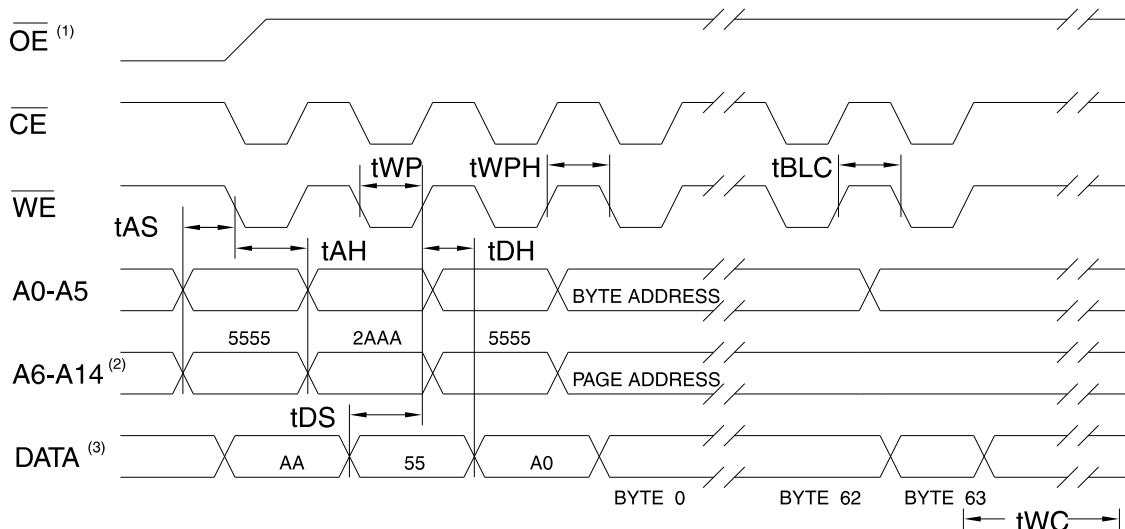 OE (1)
CE
tWP tWPH tBLC
WE
tAS
tAH tDH
A0-A5 BYTE ADDRESS
5555 2AAA 5555
A6-A14 (2) PAGE ADDRESS
tDS
DATA (3) AA 55 A0
BYTE 0 BYTE 62 BYTE 63
tWC